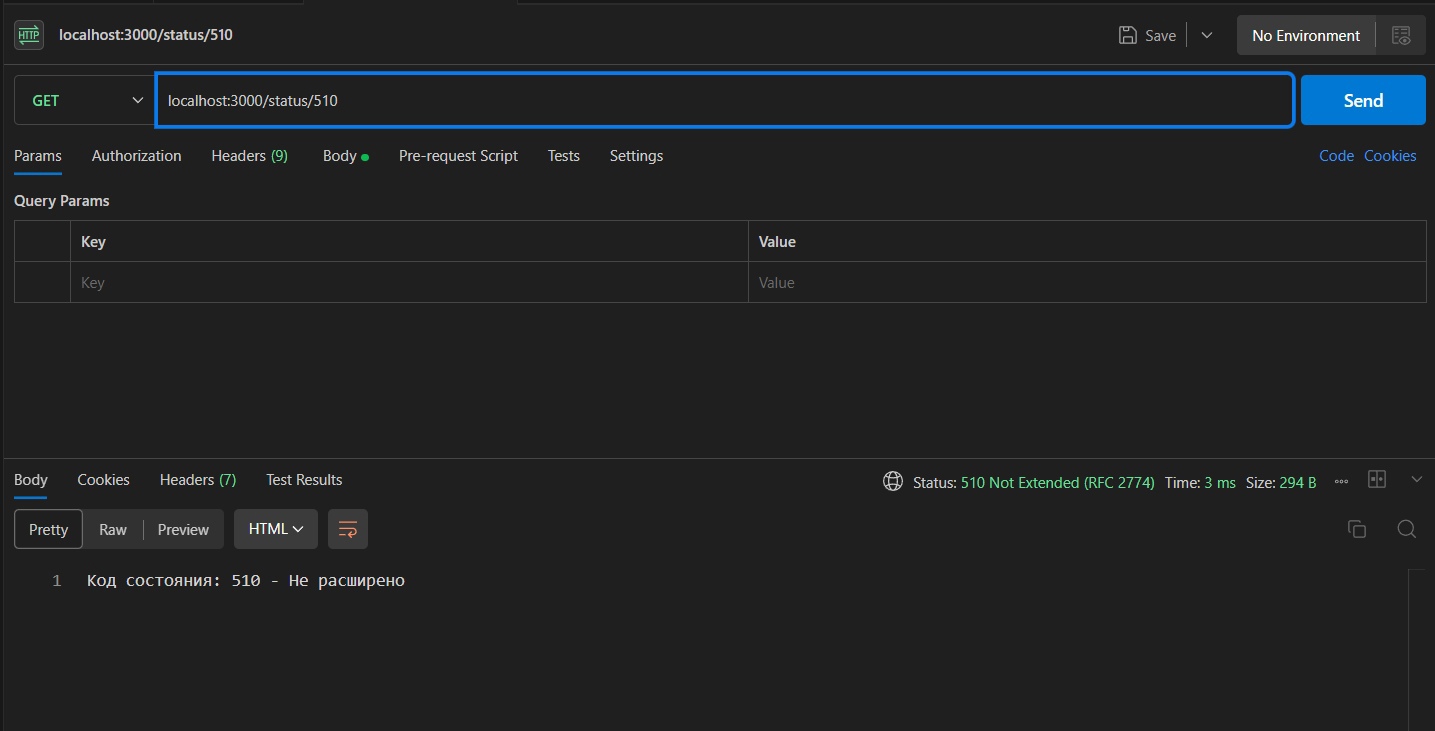 HTTP localhost:3000/status/510 Save No Environment
GET localhost:3000/status/510 Send
Params Authorization Headers (9) Body Pre-request Script Tests Settings Code Cookies
Query Params
Key Value
Key Value
Body Cookies Headers (7) Test Results Status: 510 Not Extended (RFC 2774) Time: 3 ms Size: 294 B
Pretty Raw Preview HTML
1 Код состояния: 510 - Не расширено